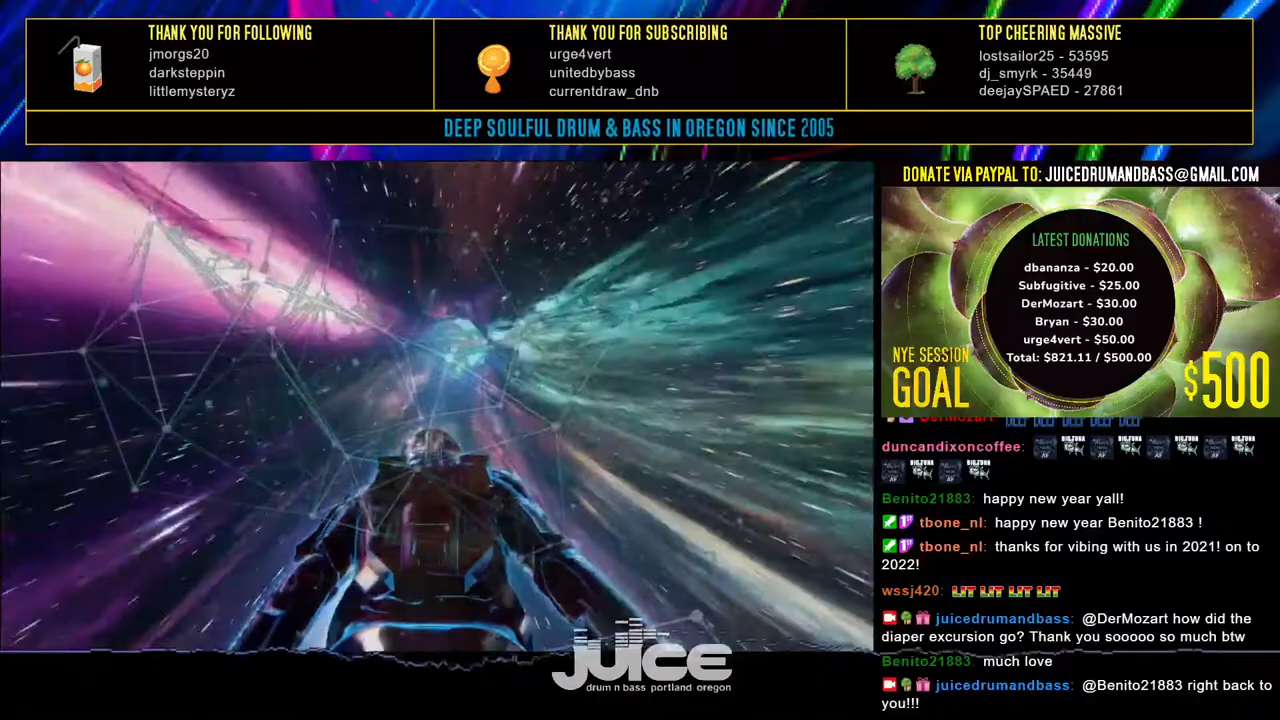 THANK YOU FOR FOLLOWING
jmorgs20
darksteppin
littlemysteryz
THANK YOU FOR SUBSCRIBING
urge4vert
unitedbybass
currentdraw_dnb
TOP CHEERING MASSIVE
lostsailor25 - 53595
dj_smyrk - 35449
deejaySPAED - 27861
DEEP SOULFUL DRUM & BASS IN OREGON SINCE 2005
DONATE VIA PAYPAL TO: JUICEDRUMANDBASS@GMAIL.COM
LATEST DONATIONS
dbananza - $20.00
Subfugitive - $25.00
DerMozart - $30.00
Bryan - $30.00
urge4vert - $50.00
Total: $821.11 / $500.00
NYE SESSION
GOAL
$500
DerMozart: DEEP DEEP DEEP DEEP DEEP
duncandixoncoffee:
Benito21883: happy new year yall!
tbone_nl: happy new year Benito21883 !
tbone_nl: thanks for vibing with us in 2021! on to
2022!
wssj420: LIT LIT LIT LIT
juicedrumandbass: @DerMozart how did the
diaper excursion go? Thank you sooooo so much btw
Benito21883: much love
juicedrumandbass: @Benito21883 right back to
you!!!
JUICE
drum n bass portland oregon